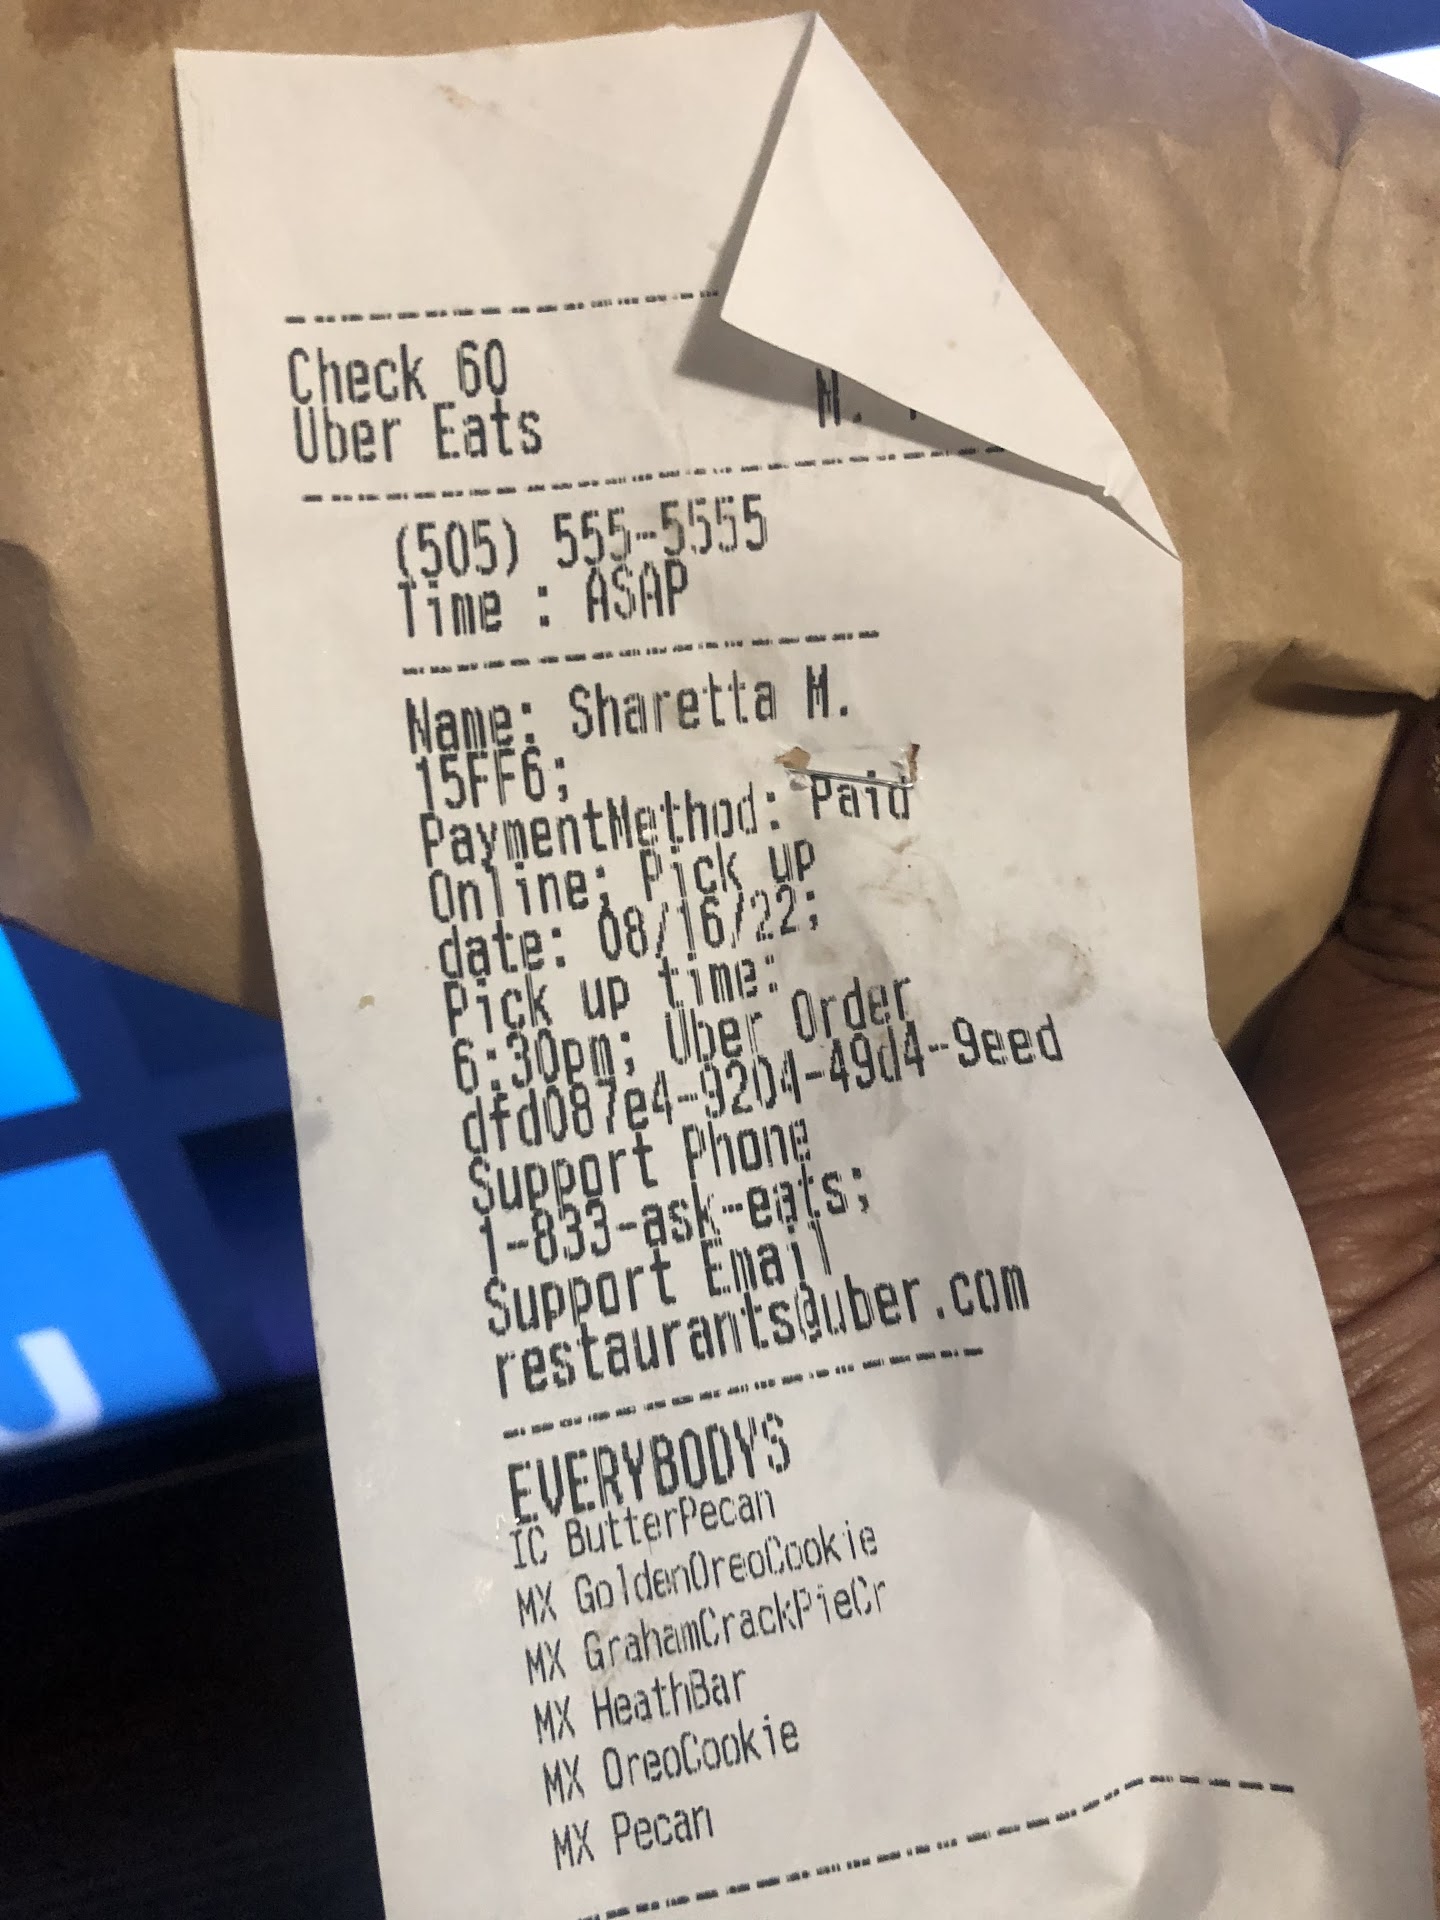 Check 60
Uber Eats M.
(505) 555-5555
Time : ASAP
Name: Sharetta M.
15FF6;
PaymentMethod: Paid
Online; Pick up
date: 08/16/22;
Pick up time:
6:30pm; Uber Order
dfd087e4-9204-49d4-9eed
Support Phone
1-833-ask-eats;
Support Email
restaurants@uber.com
EVERYBODY'S
IC ButterPecan
MX GoldenOreoCookie
MX GrahamCrackPieCr
MX HeathBar
MX OreoCookie
MX Pecan